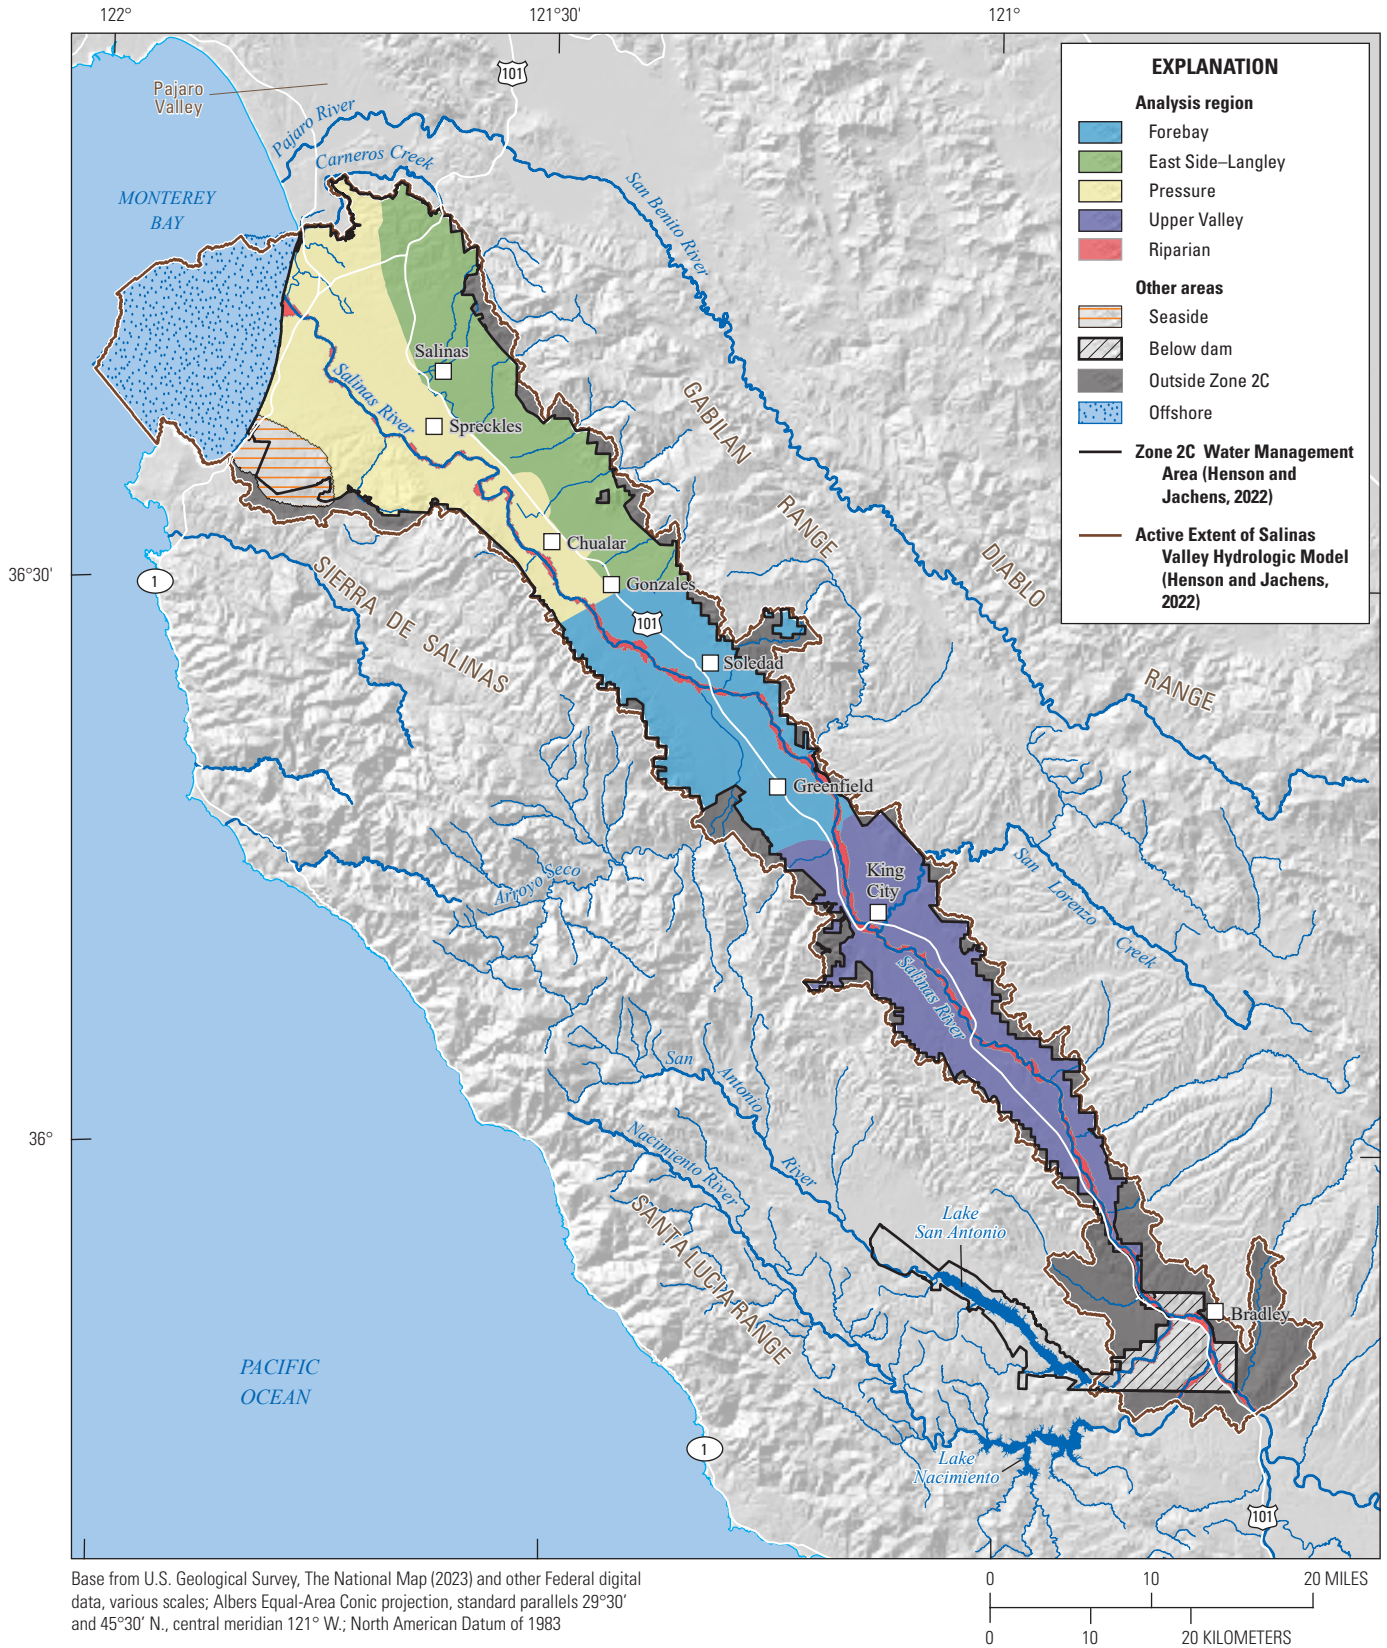 122°
121°30'
121°
101
Pajaro
Valley
Pajaro River
Carneros Creek
MONTEREY
BAY
San Benito River
Salinas
Salinas River
Spreckles
GABILAN
RANGE
DIABLO
RANGE
Chualar
Gonzales
36°30'
1
SIERRA DE SALINAS
101
Soledad
Greenfield
King
City
San Lorenzo Creek
Arroyo Seco
Salinas River
San Antonio River
36°
Nacimiento River
SANTA LUCIA RANGE
Lake
San Antonio
Bradley
PACIFIC
OCEAN
1
Lake
Nacimiento
101
EXPLANATION
Analysis region
Forebay
East Side–Langley
Pressure
Upper Valley
Riparian
Other areas
Seaside
Below dam
Outside Zone 2C
Offshore
Zone 2C Water Management
Area (Henson and
Jachens, 2022)
Active Extent of Salinas
Valley Hydrologic Model
(Henson and Jachens,
2022)
Base from U.S. Geological Survey, The National Map (2023) and other Federal digital
data, various scales; Albers Equal-Area Conic projection, standard parallels 29°30'
and 45°30' N., central meridian 121° W.; North American Datum of 1983
0 10 20 MILES
0 10 20 KILOMETERS